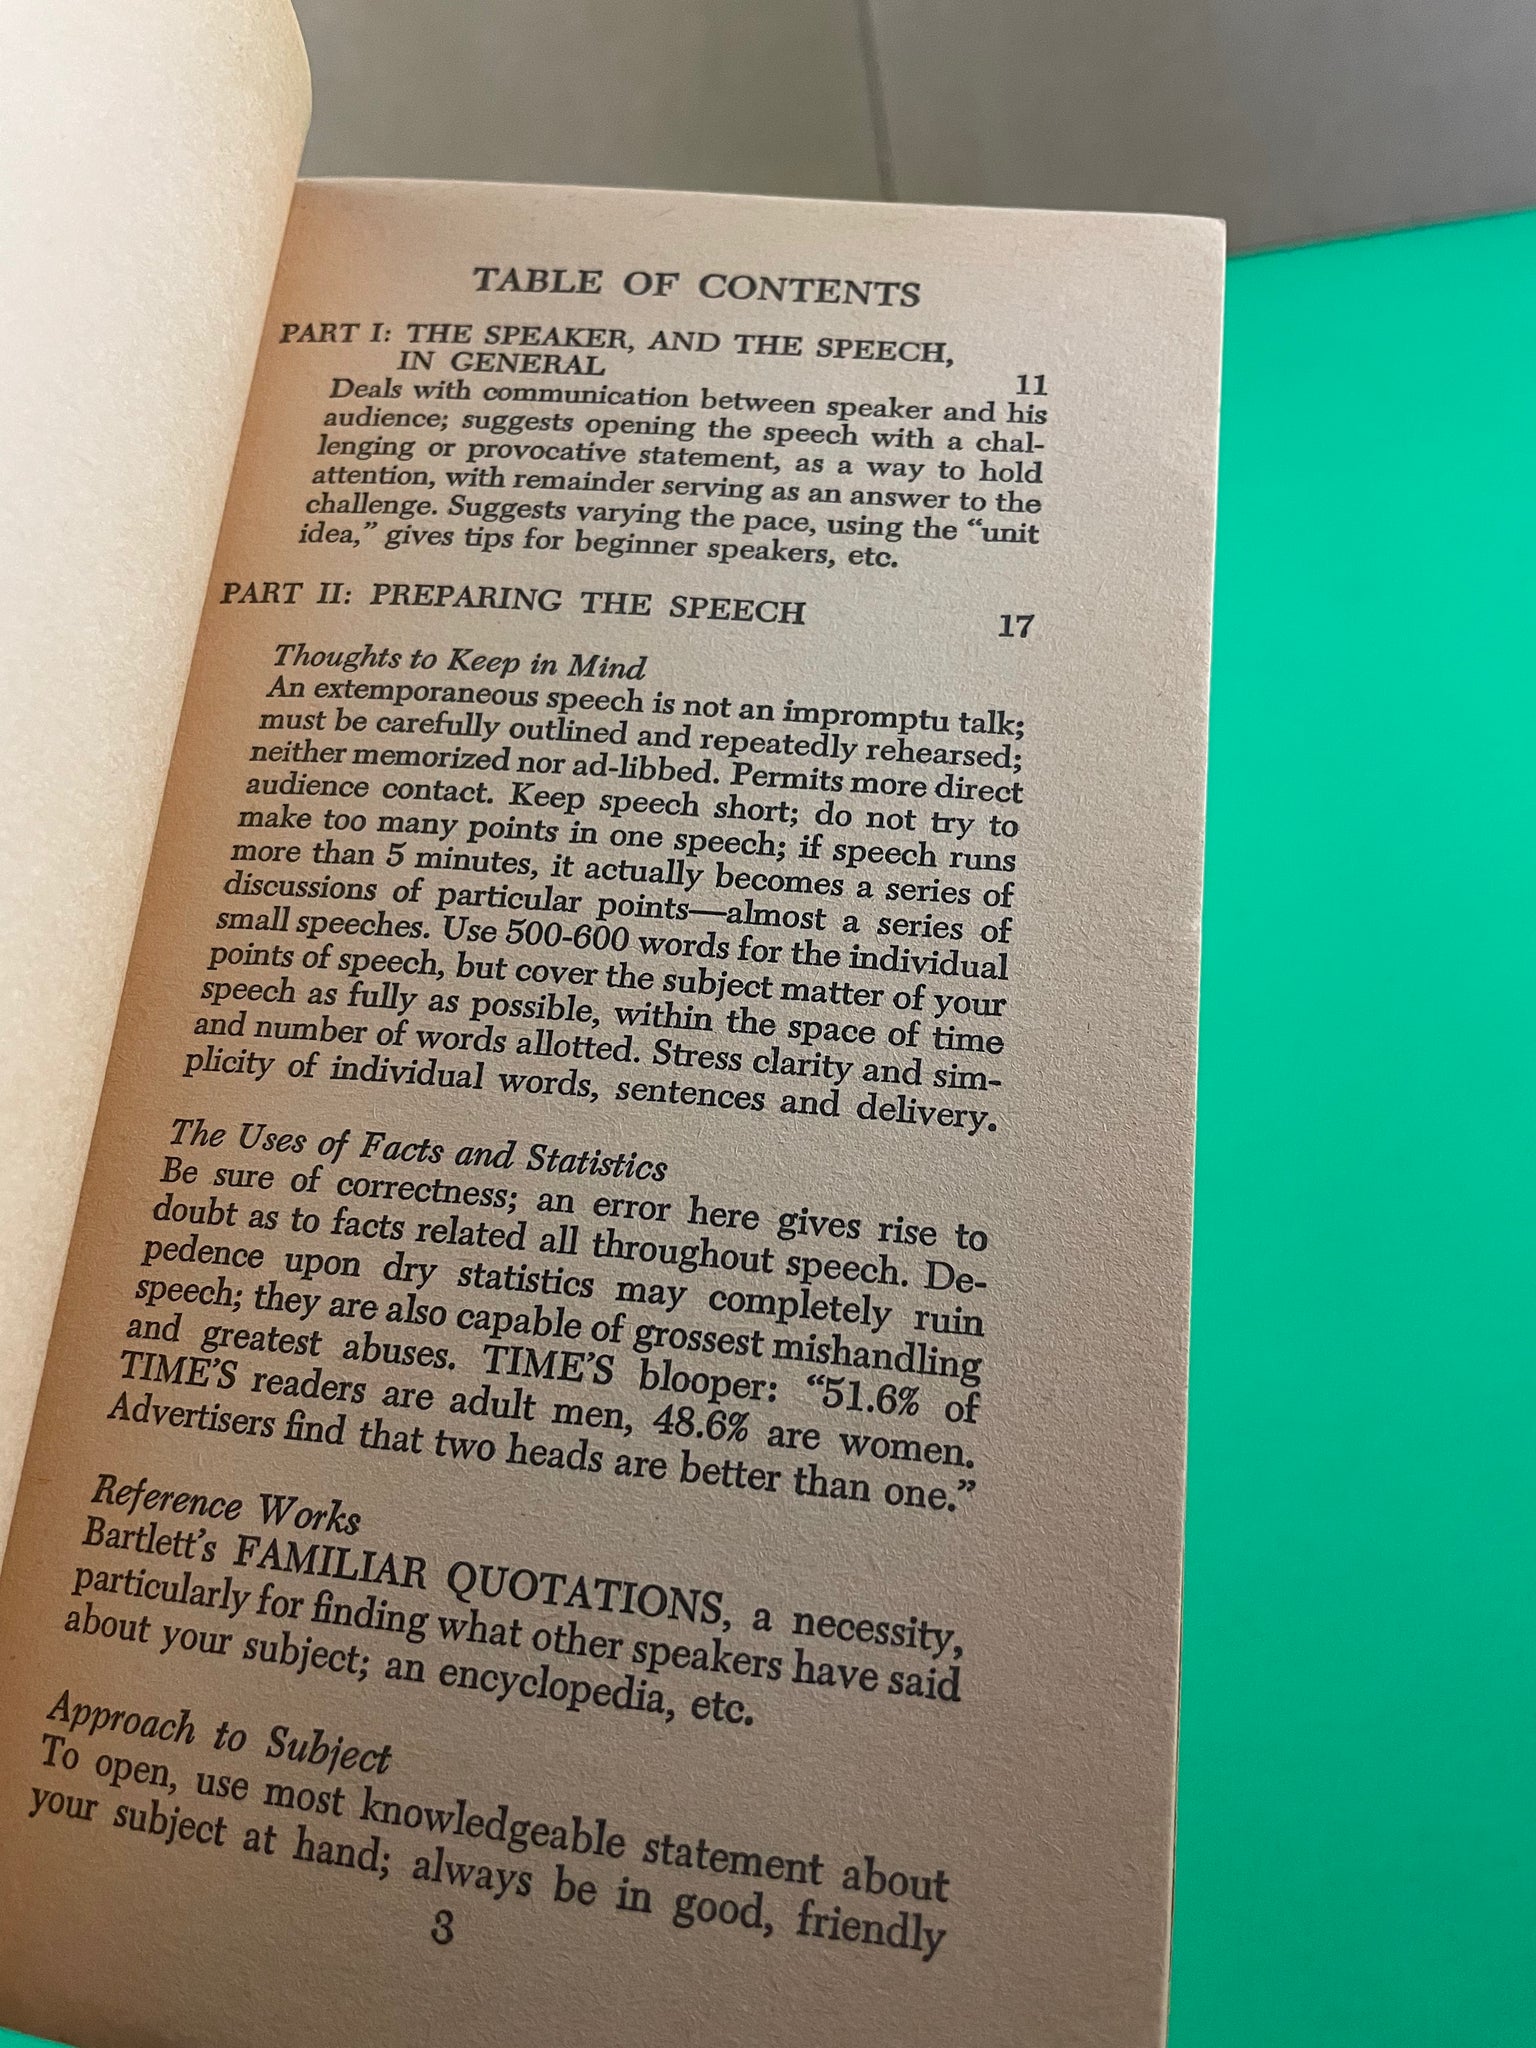 TABLE OF CONTENTS
PART I: THE SPEAKER, AND THE SPEECH,
IN GENERAL 11
Deals with communication between speaker and his
audience; suggests opening the speech with a chal-
lenging or provocative statement, as a way to hold
attention, with remainder serving as an answer to the
challenge. Suggests varying the pace, using the “unit
idea,” gives tips for beginner speakers, etc.
PART II: PREPARING THE SPEECH 17
Thoughts to Keep in Mind
An extemporaneous speech is not an impromptu talk;
must be carefully outlined and repeatedly rehearsed;
neither memorized nor ad-libbed. Permits more direct
audience contact. Keep speech short; do not try to
make too many points in one speech; if speech runs
more than 5 minutes, it actually becomes a series of
discussions of particular points—almost a series of
small speeches. Use 500-600 words for the individual
points of speech, but cover the subject matter of your
speech as fully as possible, within the space of time
and number of words allotted. Stress clarity and sim-
plicity of individual words, sentences and delivery.
The Uses of Facts and Statistics
Be sure of correctness; an error here gives rise to
doubt as to facts related all throughout speech. De-
pedence upon dry statistics may completely ruin
speech; they are also capable of grossest mishandling
and greatest abuses. TIME’S blooper: “51.6% of
TIME’S readers are adult men, 48.6% are women.
Advertisers find that two heads are better than one.”
Reference Works
Bartlett’s FAMILIAR QUOTATIONS, a necessity,
particularly for finding what other speakers have said
about your subject; an encyclopedia, etc.
Approach to Subject
To open, use most knowledgeable statement about
your subject at hand; always be in good, friendly
3